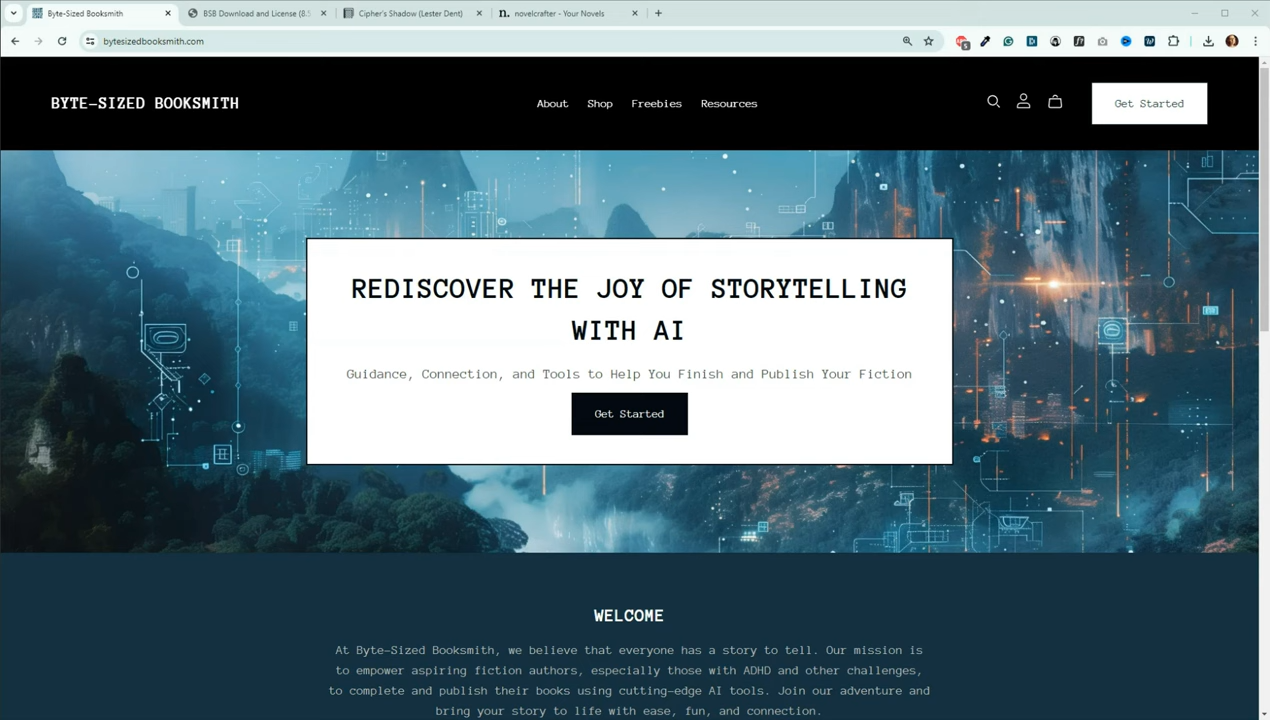 Byte-Sized Booksmith
BSB Download and License (8.5
Cipher's Shadow (Lester Dent)
n. novelcrafter - Your Novels
bytesizedbooksmith.com
5
BYTE-SIZED BOOKSMITH
About
Shop
Freebies
Resources
Get Started
REDISCOVER THE JOY OF STORYTELLING
WITH AI
Guidance, Connection, and Tools to Help You Finish and Publish Your Fiction
Get Started
WELCOME
At Byte-Sized Booksmith, we believe that everyone has a story to tell. Our mission is
to empower aspiring fiction authors, especially those with ADHD and other challenges,
to complete and publish their books using cutting-edge AI tools. Join our adventure and
bring your story to life with ease, fun, and connection.